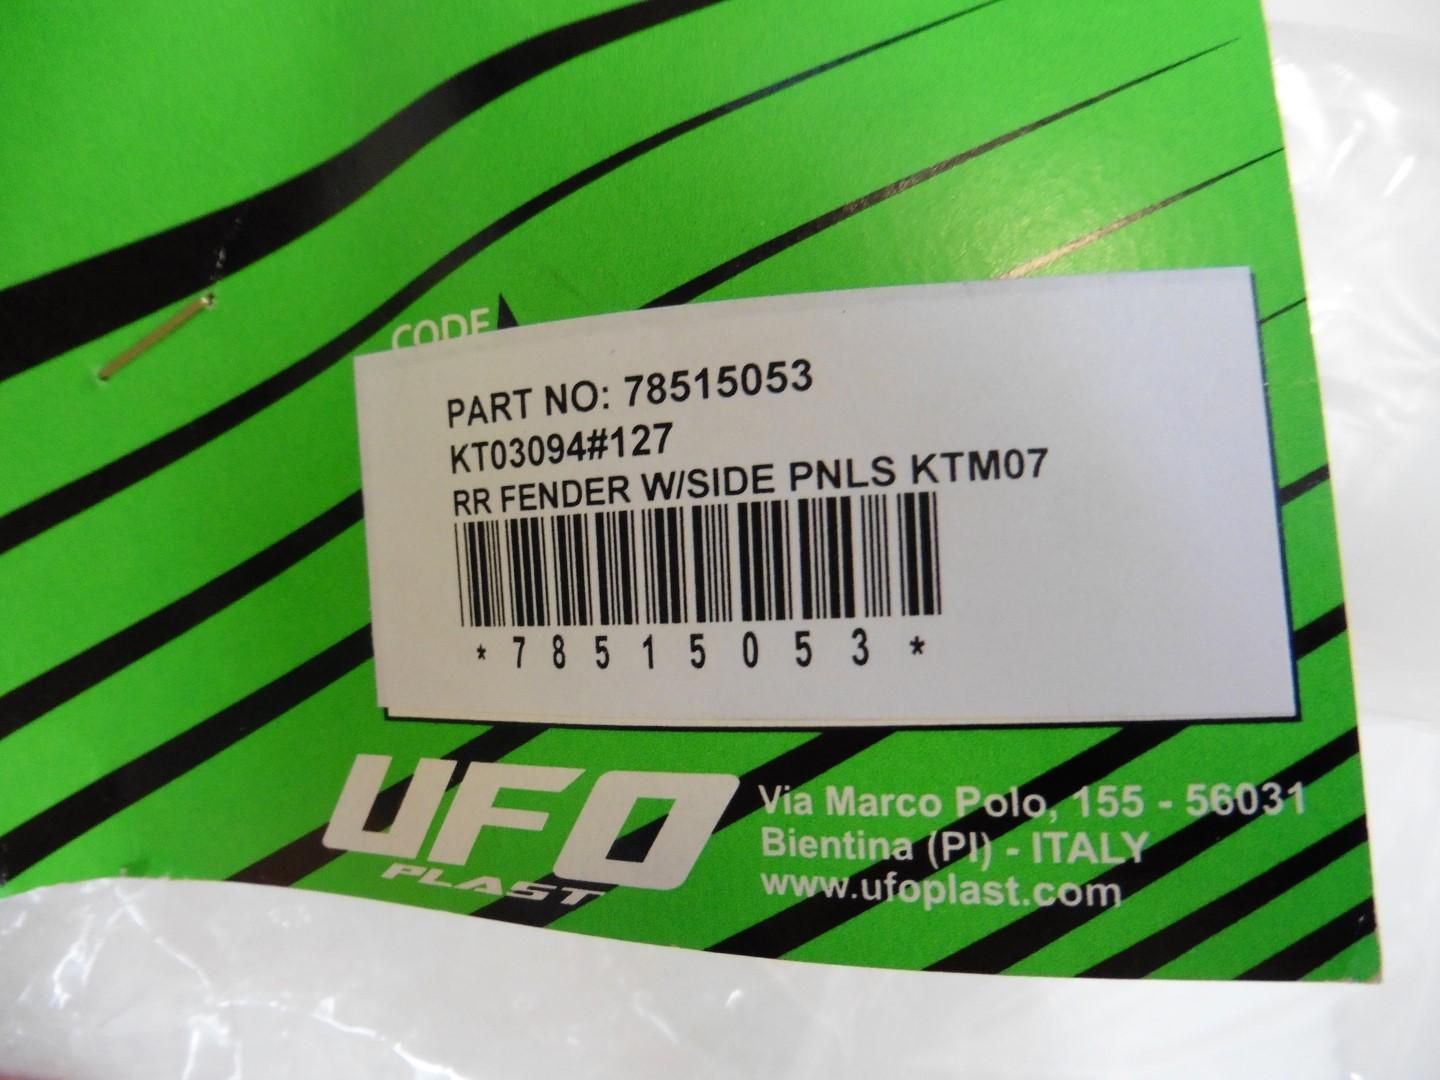 CODE
PART NO: 78515053
KT03094#127
RR FENDER W/SIDE PNLS KTM07
*78515053*
UFO
PLAST
Via Marco Polo, 155 - 56031
Bientina (PI) - ITALY
www.ufoplast.com